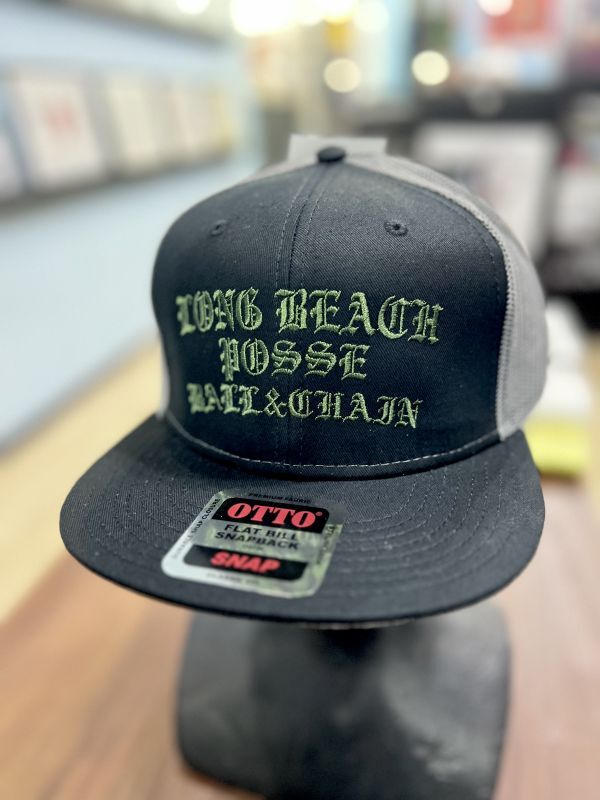 LONG BEACH
POSSE
BALL&CHAIN
PREMIUM FABRIC
OTTO
FLAT BILL
SNAPBACK
SNAP